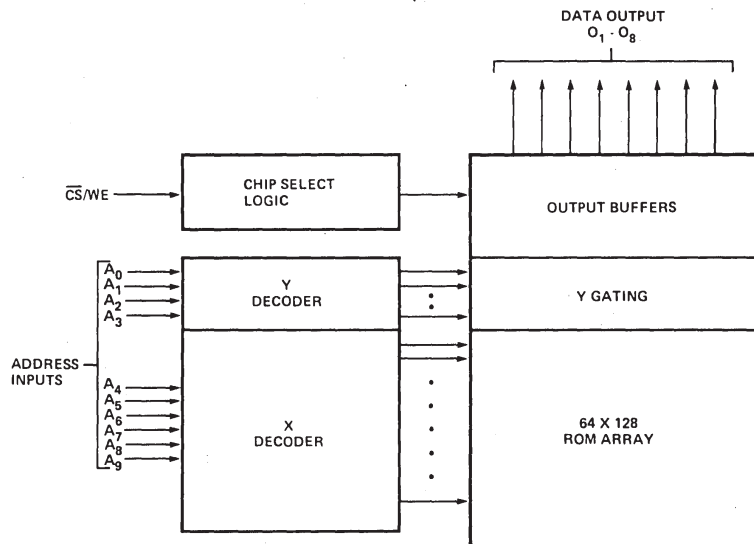 DATA OUTPUT
O1 - O8
CS/WE
CHIP SELECT
LOGIC
OUTPUT BUFFERS
A0
A1
A2
A3
Y
DECODER
Y GATING
ADDRESS
INPUTS
A4
A5
A6
A7
A8
A9
X
DECODER
64 X 128
ROM ARRAY